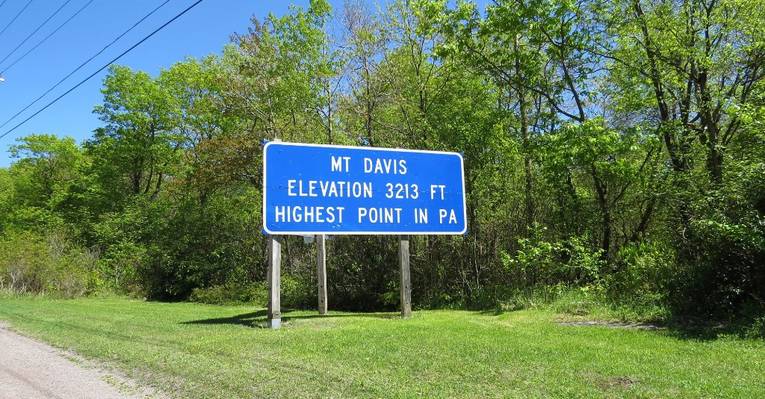 MT DAVIS
ELEVATION 3213 FT
HIGHEST POINT IN PA